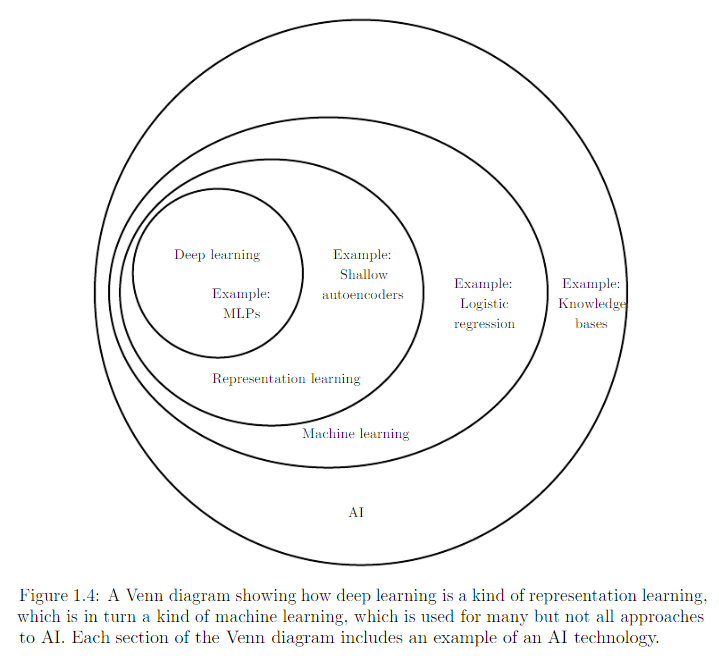 Deep learning
Example:
MLPs
Example:
Shallow
autoencoders
Example:
Logistic
regression
Example:
Knowledge
bases
Representation learning
Machine learning
AI
Figure 1.4: A Venn diagram showing how deep learning is a kind of representation learning,
which is in turn a kind of machine learning, which is used for many but not all approaches
to AI. Each section of the Venn diagram includes an example of an AI technology.